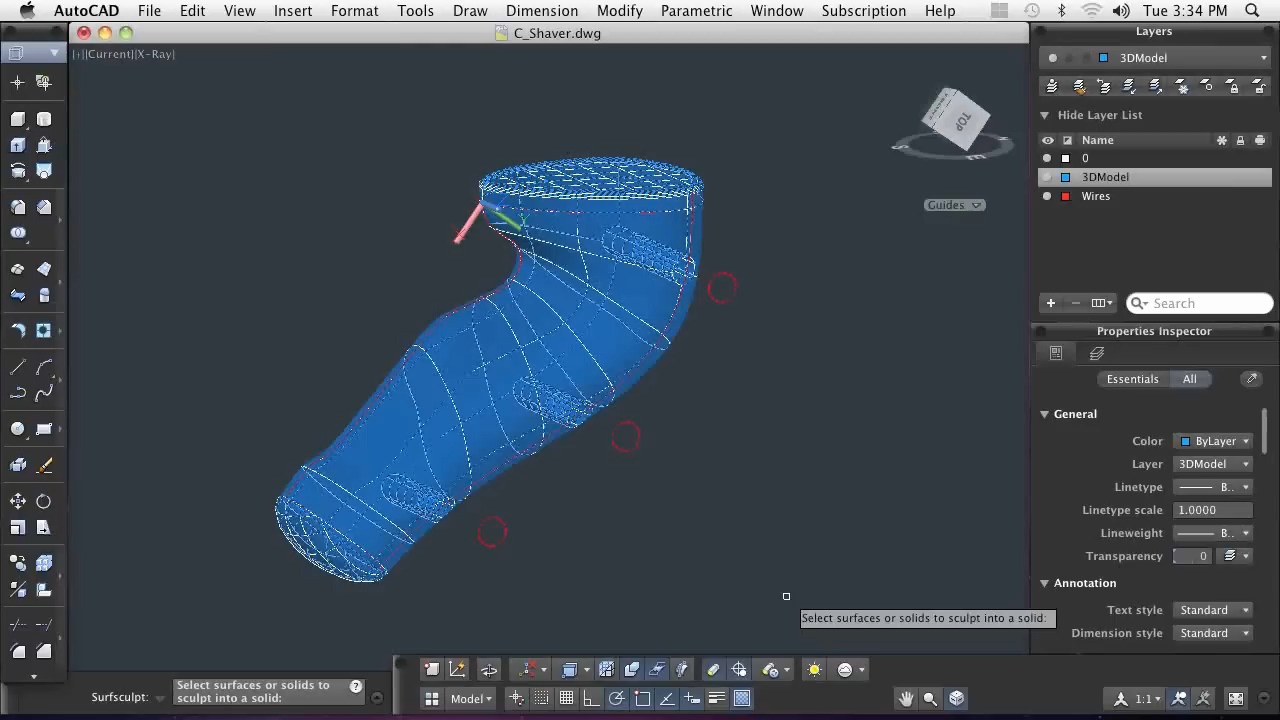 AutoCAD File Edit View Insert Format Tools Draw Dimension Modify Parametric Window Subscription Help Tue 3:34 PM
C_Shaver.dwg
[+][Current][X-Ray]
TOP
S
E
Guides
Layers
3DModel
Hide Layer List
Name
0
3DModel
Wires
Search
Properties Inspector
Essentials All
General
Color ByLayer
Layer 3DModel
Linetype B..
Linetype scale 1.0000
Lineweight B..
Transparency 0
Annotation
Text style Standard
Dimension style Standard
Select surfaces or solids to sculpt into a solid:
Surfsculpt: Select surfaces or solids to
sculpt into a solid:
?
Model
1:1